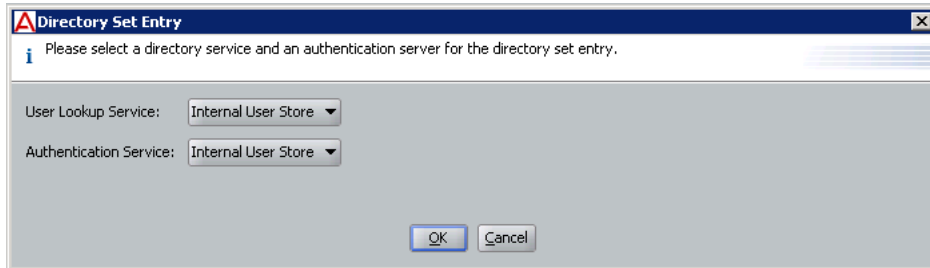 Directory Set Entry
Please select a directory service and an authentication server for the directory set entry.
User Lookup Service: Internal User Store
Authentication Service: Internal User Store
OK Cancel